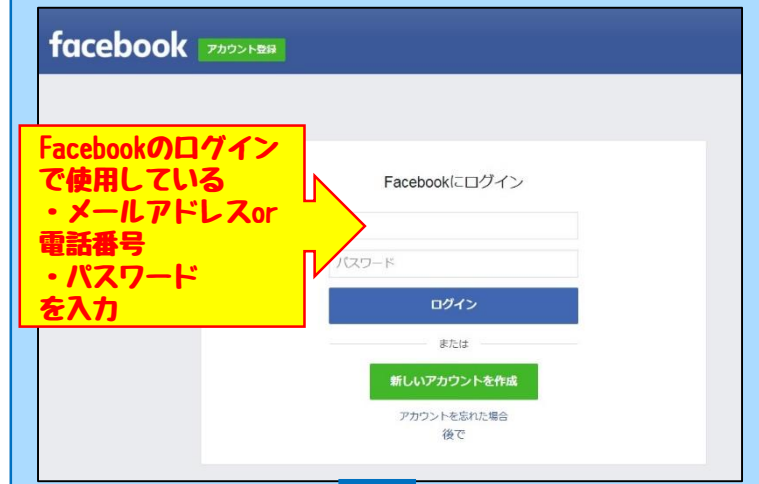 facebook アカウント登録
Facebookのログイン
で使用している
・メールアドレスor
電話番号
・パスワード
を入力
Facebookにログイン
パスワード
ログイン
または
新しいアカウントを作成
アカウントを忘れた場合
後で